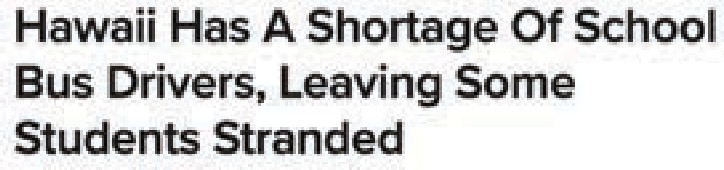 Hawaii Has A Shortage Of School
Bus Drivers, Leaving Some
Students Stranded